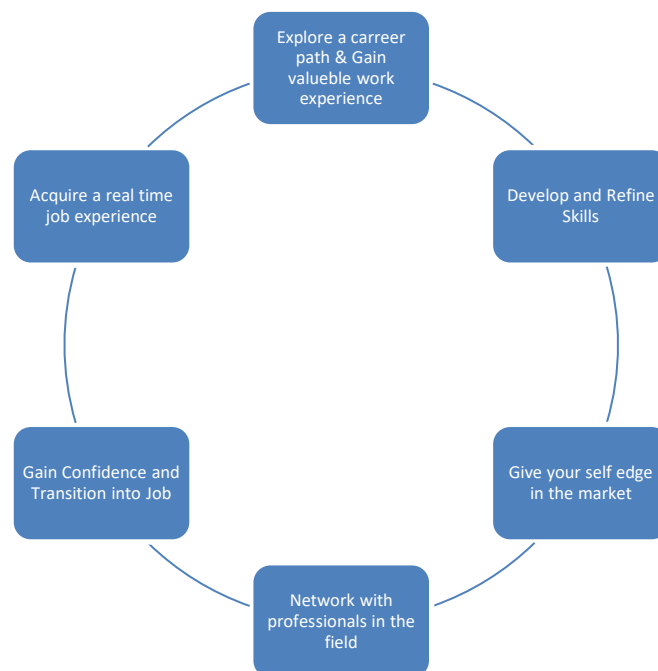 Explore a carreer
path & Gain
valueble work
experience
Develop and Refine
Skills
Give your self edge
in the market
Network with
professionals in the
field
Gain Confidence and
Transition into Job
Acquire a real time
job experience